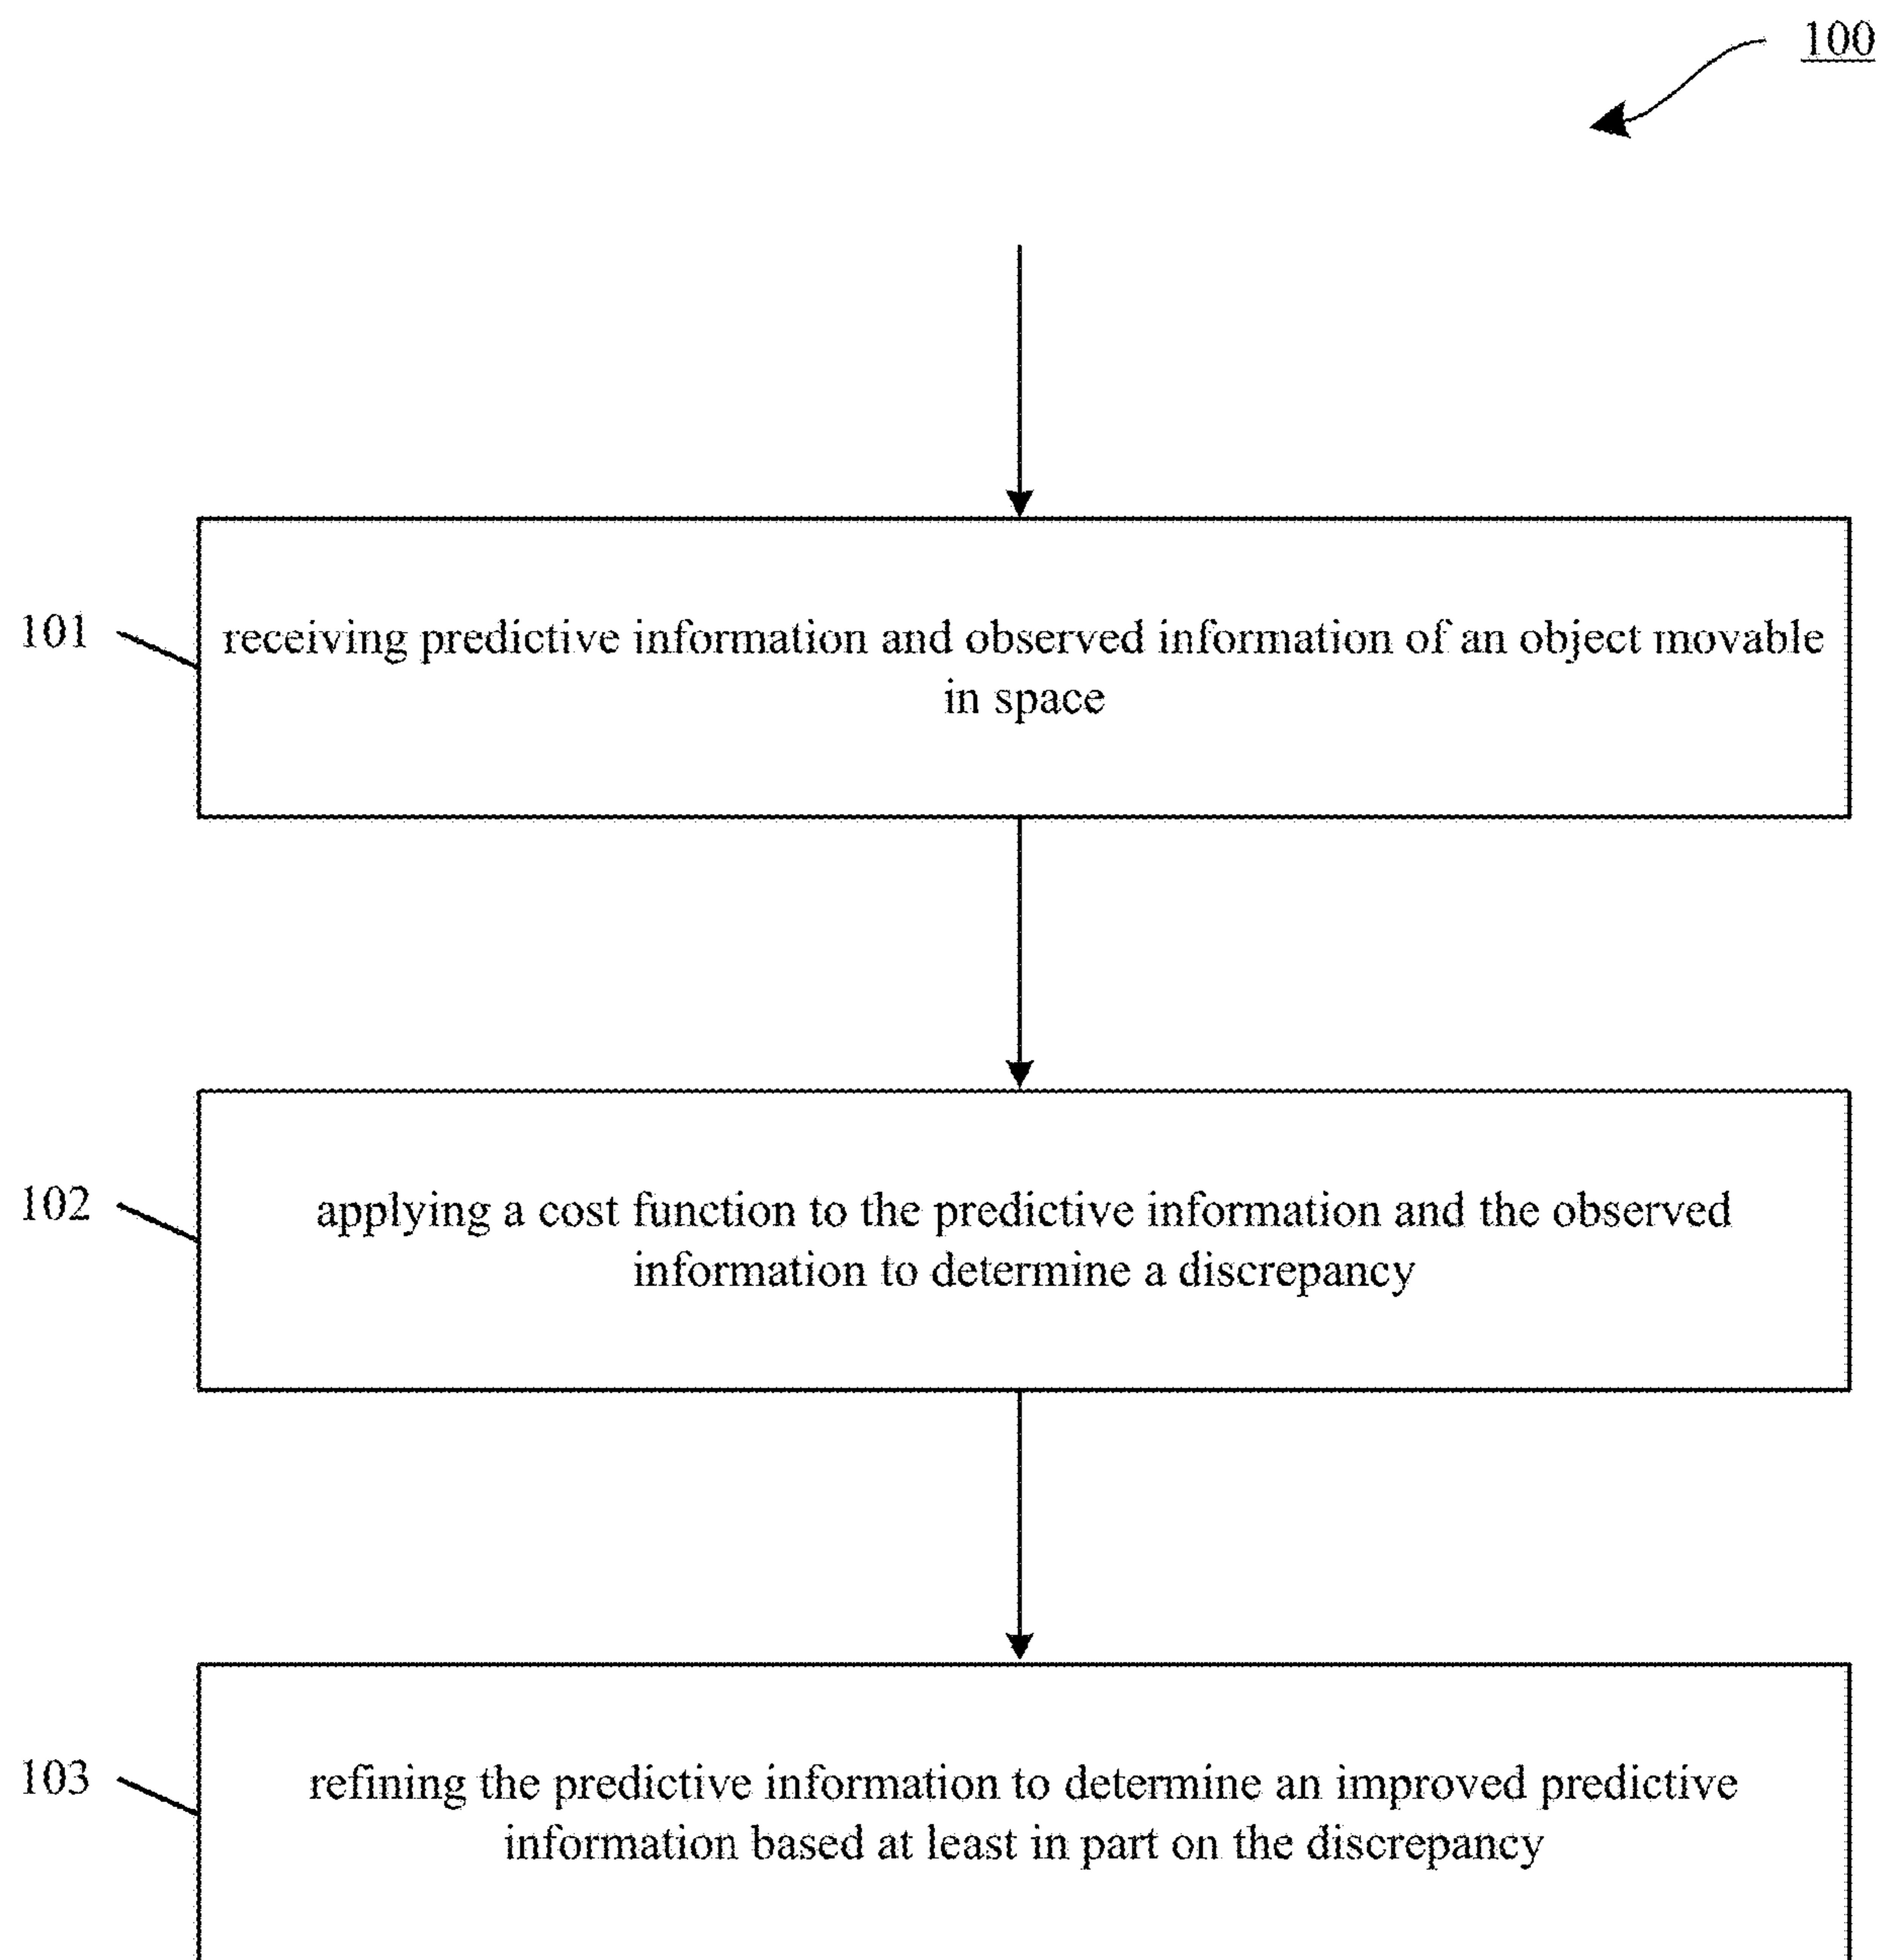 100
101
receiving predictive information and observed information of an object movable
in space
102
applying a cost function to the predictive information and the observed
information to determine a discrepancy
103
refining the predictive information to determine an improved predictive
information based at least in part on the discrepancy